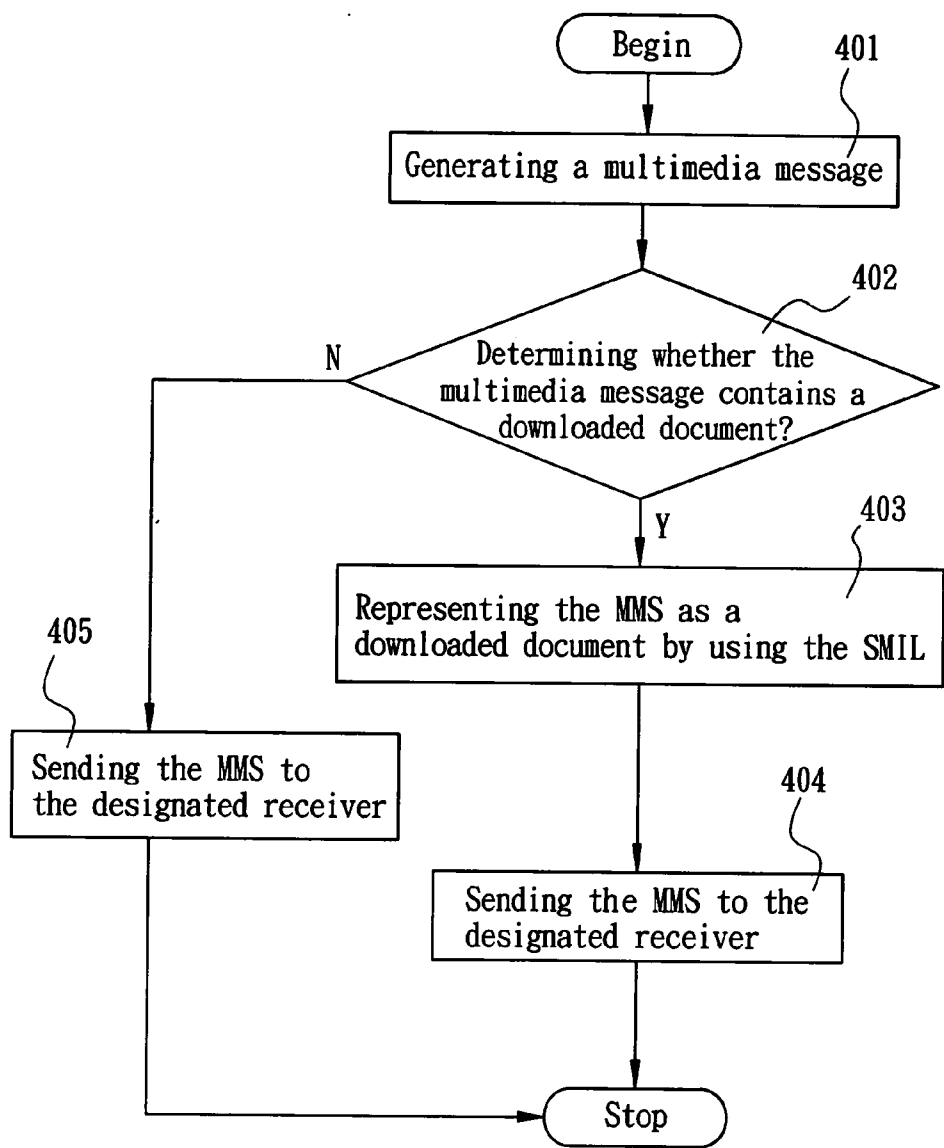 Begin
401
Generating a multimedia message
402
Determining whether the
multimedia message contains a
downloaded document?
N
Y
403
Representing the MMS as a
downloaded document by using the SMIL
405
Sending the MMS to
the designated receiver
404
Sending the MMS to the
designated receiver
Stop